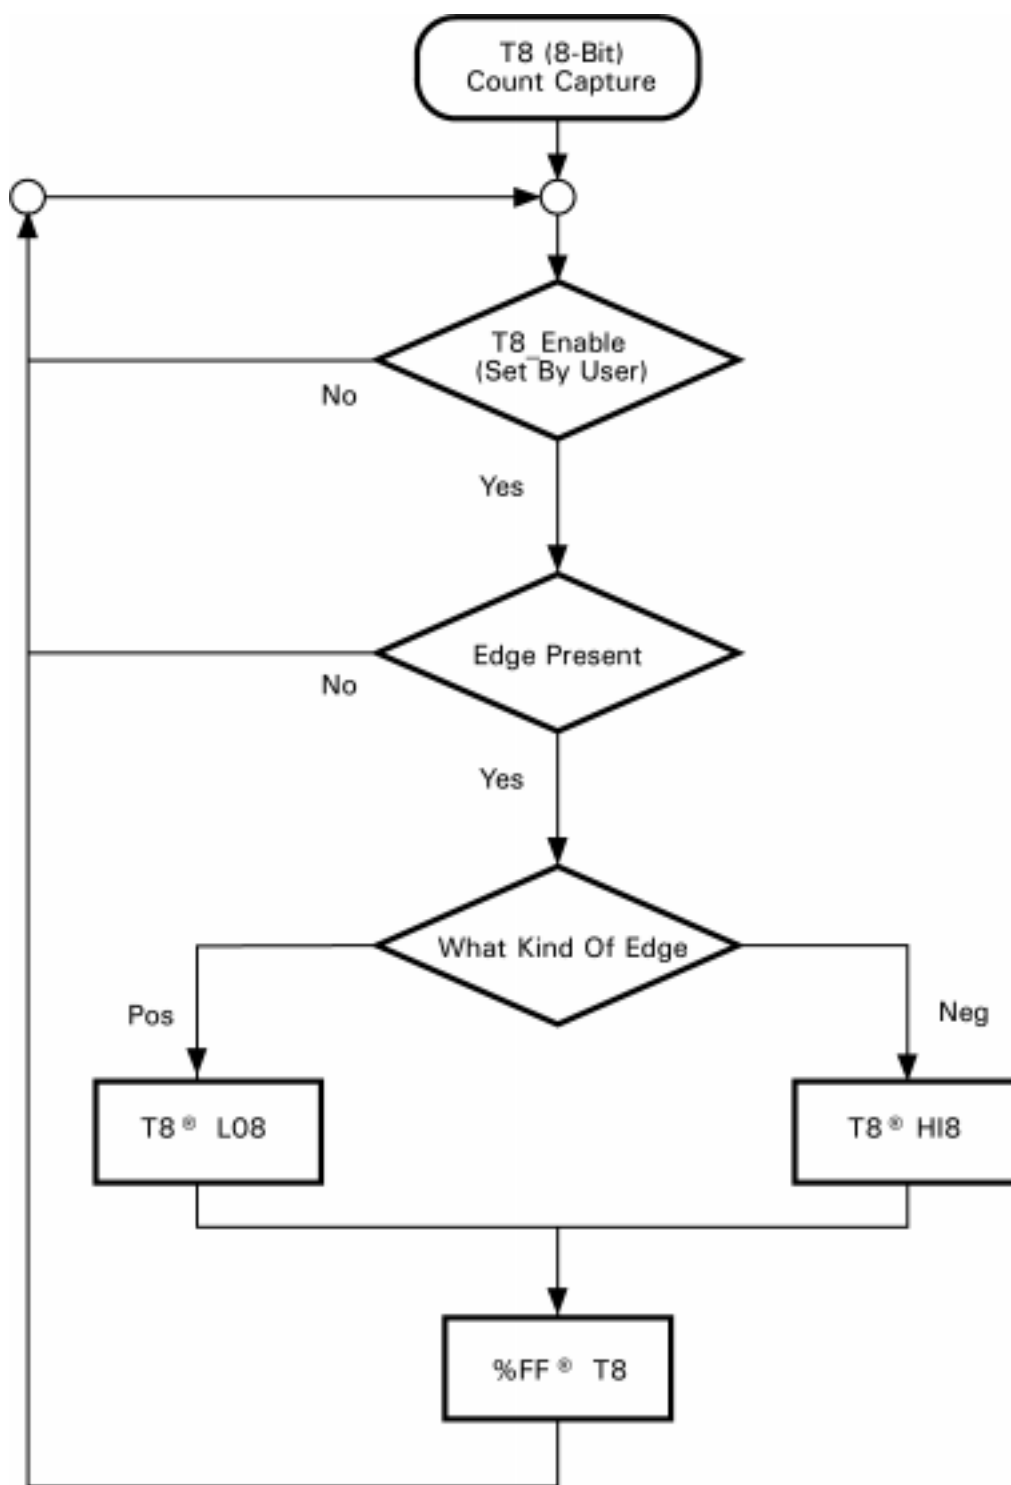 T8 (8-Bit)
Count Capture
T8_Enable
(Set By User)
No
Yes
Edge Present
No
Yes
What Kind Of Edge
Pos
Neg
T8 ® L08
T8 ® HI8
%FF ® T8